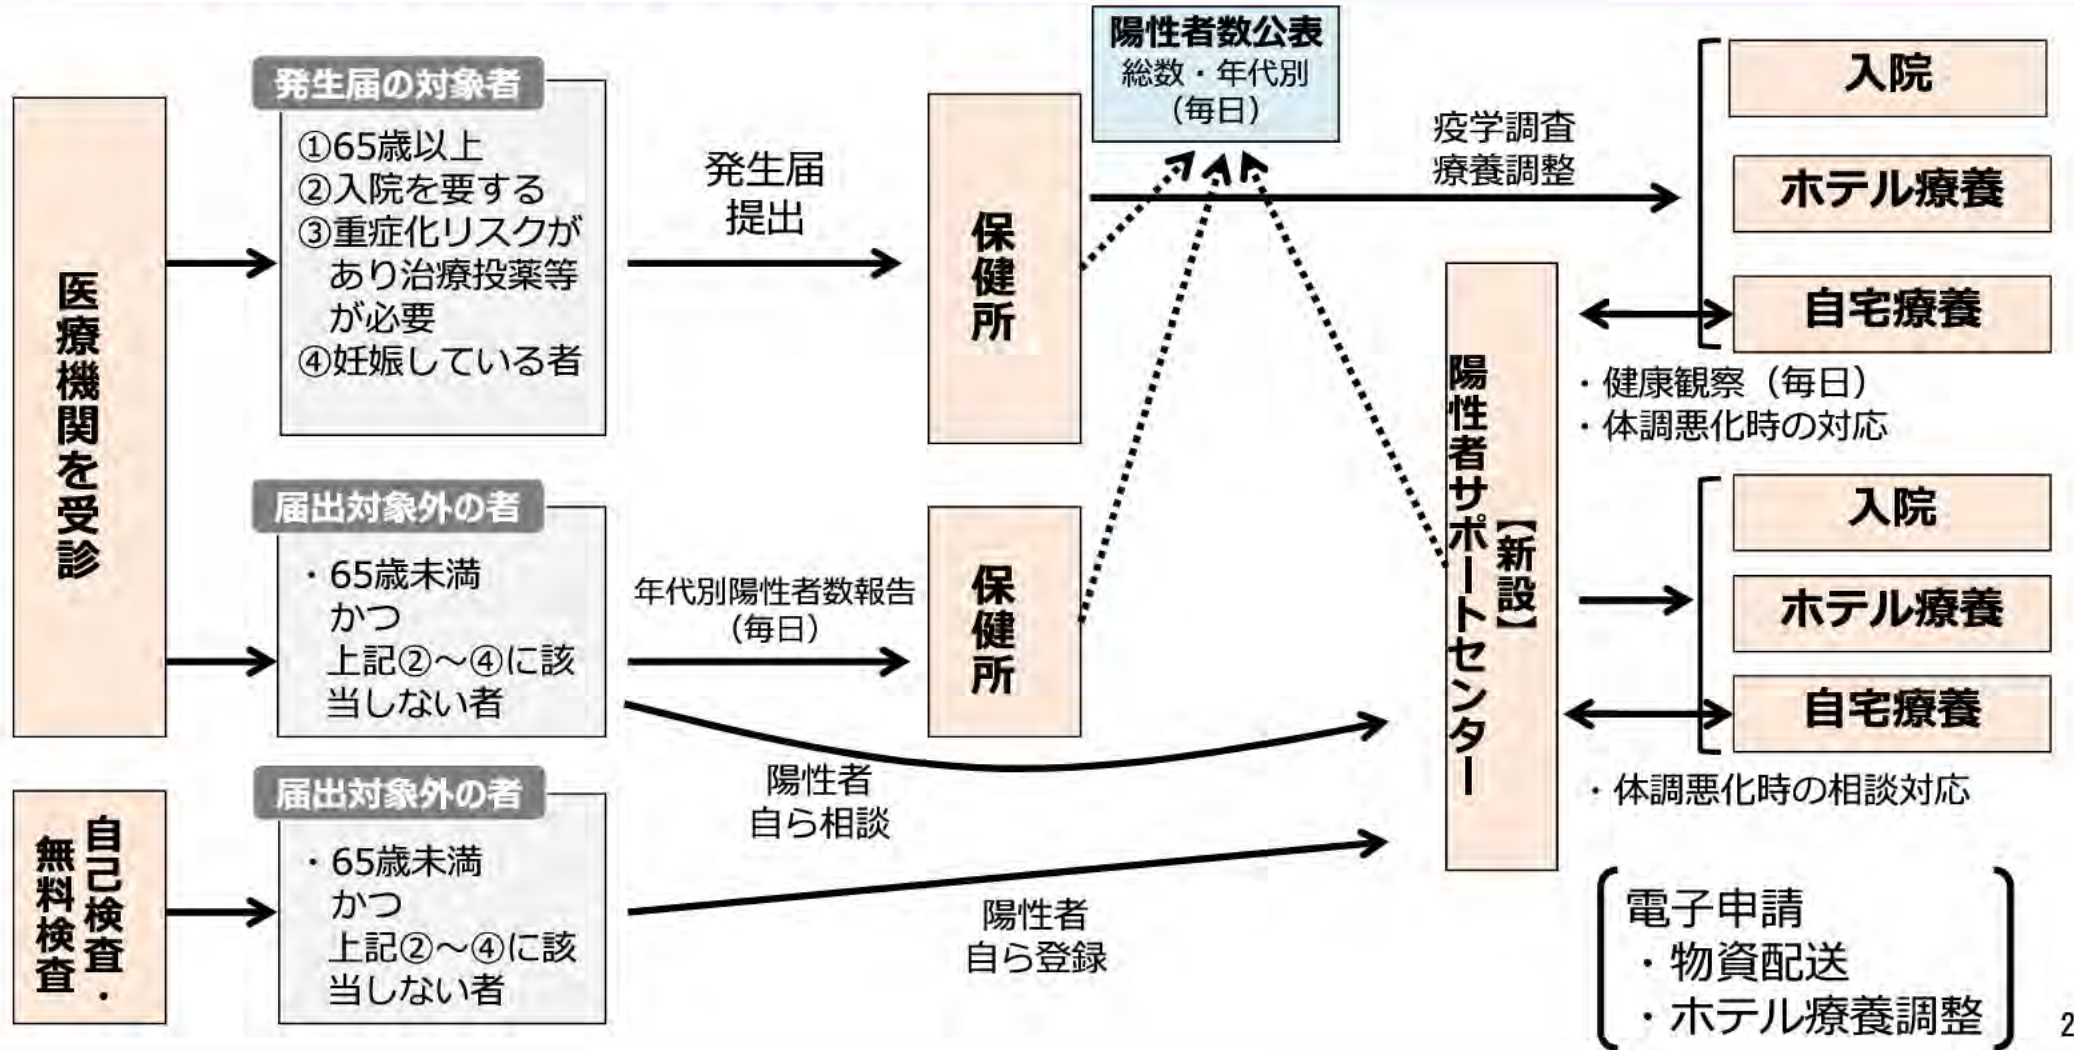 医療機関を受診
発生届の対象者
①65歳以上
②入院を要する
③重症化リスクが
あり治療投薬等
が必要
④妊娠している者
発生届
提出
保健所
陽性者数公表
総数・年代別
（毎日）
疫学調査
療養調整
入院
ホテル療養
自宅療養
・健康観察（毎日）
・体調悪化時の対応
届出対象外の者
・65歳未満
かつ
上記②～④に該
当しない者
年代別陽性者数報告
（毎日）
保健所
陽性者
自ら相談
【新設】
陽性者サポートセンター
入院
ホテル療養
自宅療養
・体調悪化時の相談対応
自己検査・
無料検査
届出対象外の者
・65歳未満
かつ
上記②～④に該
当しない者
陽性者
自ら登録
電子申請
・物資配送
・ホテル療養調整
2